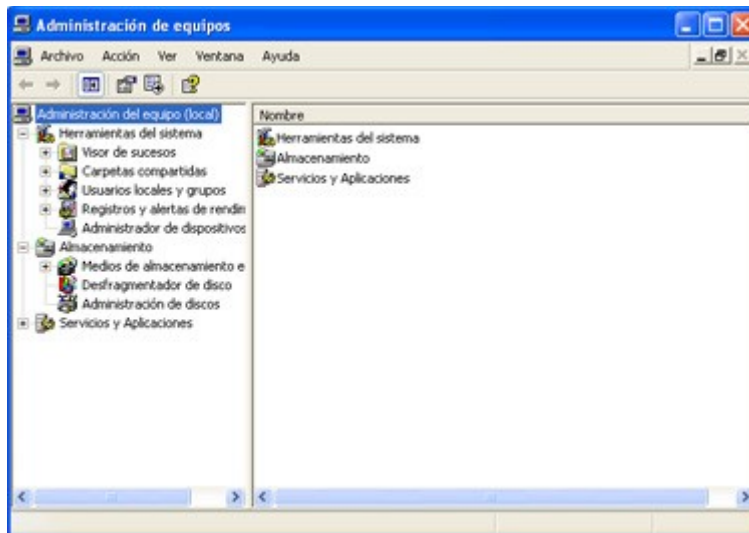 Administración de equipos
Archivo Acción Ver Ventana Ayuda
Administración del equipo (local)
Herramientas del sistema
Visor de sucesos
Carpetas compartidas
Usuarios locales y grupos
Registros y alertas de rendin
Administrador de dispositivos
Almacenamiento
Medios de almacenamiento e
Desfragmentador de disco
Administración de discos
Servicios y Aplicaciones
Nombre
Herramientas del sistema
Almacenamiento
Servicios y Aplicaciones